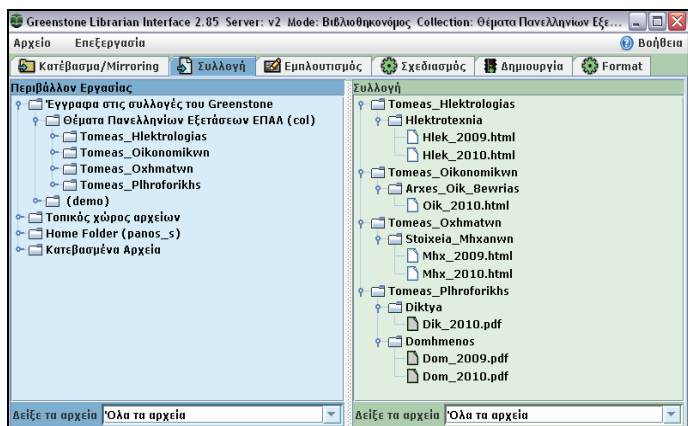 Greenstone Librarian Interface 2.85 Server: v2 Mode: Βιβλιοθηκονόμος Collection: Θέματα Πανελληνίων Εξε...
Αρχείο Επεξεργασία Βοήθεια
Κατέβασμα/Mirroring Συλλογή Εμπλουτισμός Σχεδιασμός Δημιουργία Format
Περιβάλλον Εργασίας
Έγγραφα στις συλλογές του Greenstone
Θέματα Πανελληνίων Εξετάσεων ΕΠΑΛ (col)
Tomeas_Hlektrologias
Tomeas_Oikonomikwn
Tomeas_Oxhmatwn
Tomeas_Plhroforikhs
(demo)
Τοπικός χώρος αρχείων
Home Folder (panos_s)
Κατεβασμένα Αρχεία
Δείξε τα αρχεία Όλα τα αρχεία
Συλλογή
Tomeas_Hlektrologias
Hlektrotexnia
Hlek_2009.html
Hlek_2010.html
Tomeas_Oikonomikwn
Arxes_Oik_8ewrias
Oik_2010.html
Tomeas_Oxhmatwn
Stoixeia_Mhxanwn
Mhx_2009.html
Mhx_2010.html
Tomeas_Plhroforikhs
Diktya
Dik_2010.pdf
Domhmenos
Dom_2009.pdf
Dom_2010.pdf
Δείξε τα αρχεία Όλα τα αρχεία